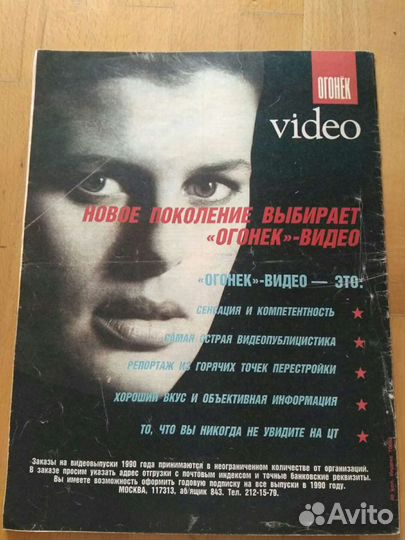 ОГОНЁК
video
НОВОЕ ПОКОЛЕНИЕ ВЫБИРАЕТ
«ОГОНЕК»-ВИДЕО
«ОГОНЕК»-ВИДЕО — ЭТО:
СЕНСАЦИЯ И КОМПЕТЕНТНОСТЬ
САМАЯ ОСТРАЯ ВИДЕОПУБЛИЦИСТИКА
РЕПОРТАЖ ИЗ ГОРЯЧИХ ТОЧЕК ПЕРЕСТРОЙКИ
ХОРОШИЙ ВКУС И ОБЪЕКТИВНАЯ ИНФОРМАЦИЯ
ТО, ЧТО ВЫ НИКОГДА НЕ УВИДИТЕ НА ЦТ
Заказы на видеовыпуски 1990 года принимаются в неограниченном количестве от организаций.
В заказе просим указать адрес отгрузки с почтовым индексом и точные банковские реквизиты.
Вы имеете возможность оформить годовую подписку на все выпуски в 1990 году.
МОСКВА, 117313, аб/ящик 843. Тел. 212-15-79.
Avito